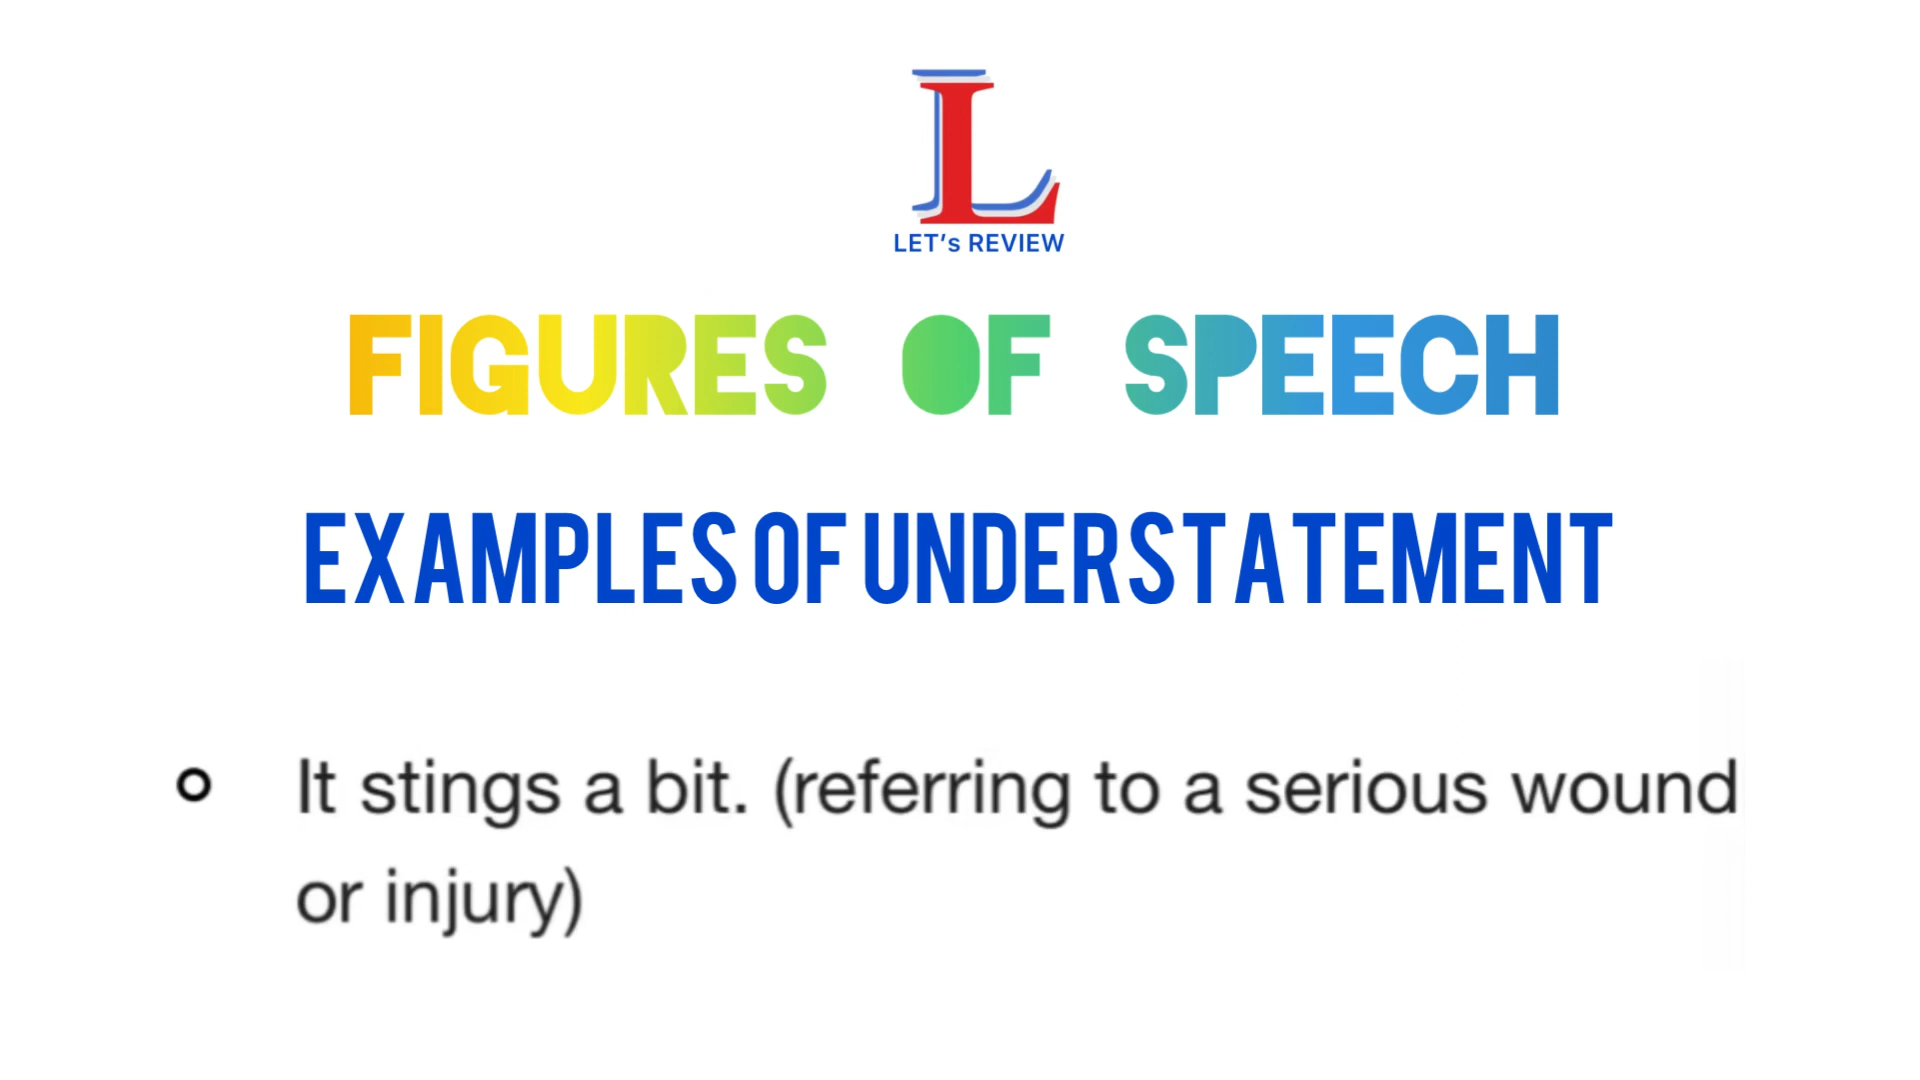 L
LET's REVIEW
FIGURES OF SPEECH
EXAMPLES OF UNDERSTATEMENT
It stings a bit. (referring to a serious wound
or injury)